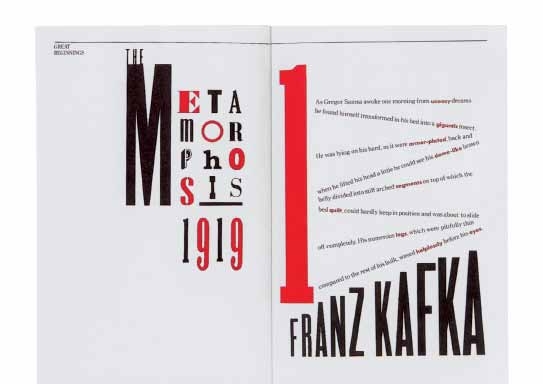 GREAT
BEGINNINGS
THE
METAMORPhOSIS
1919
1
As Gregor Samsa awoke one morning from uneasy dreams
he found himself transformed in his bed into a gigantic insect.
He was lying on his hard, as it were armor-plated, back and
when he lifted his head a little he could see his dome-like brown
belly divided into stiff arched segments on top of which the
bed quilt could hardly keep in position and was about to slide
off completely. His numerous legs, which were pitifully thin
compared to the rest of his bulk, waved helplessly before his eyes.
FRANZ KAFKA